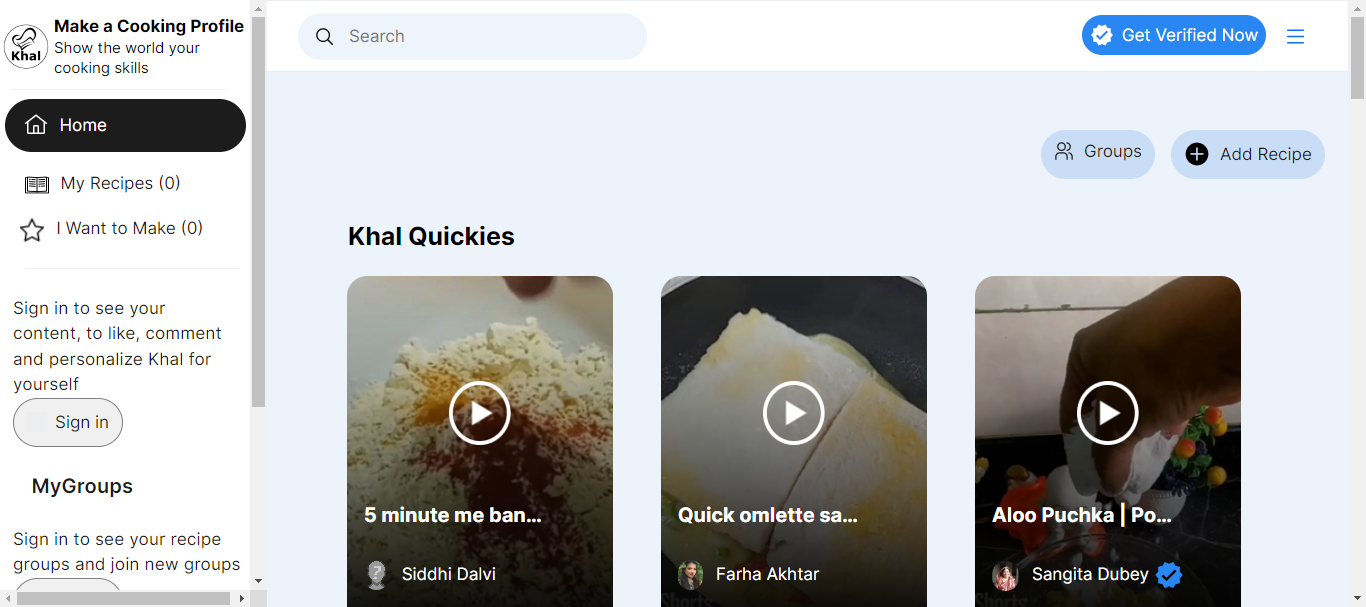 Khal
Make a Cooking Profile
Show the world your
cooking skills
Home
My Recipes (0)
I Want to Make (0)
Sign in to see your
content, to like, comment
and personalize Khal for
yourself
Sign in
MyGroups
Sign in to see your recipe
groups and join new groups
Search
Get Verified Now
Groups
Add Recipe
Khal Quickies
5 minute me ban...
Siddhi Dalvi
Quick omlette sa...
Farha Akhtar
Aloo Puchka | Po...
Sangita Dubey
Shorts